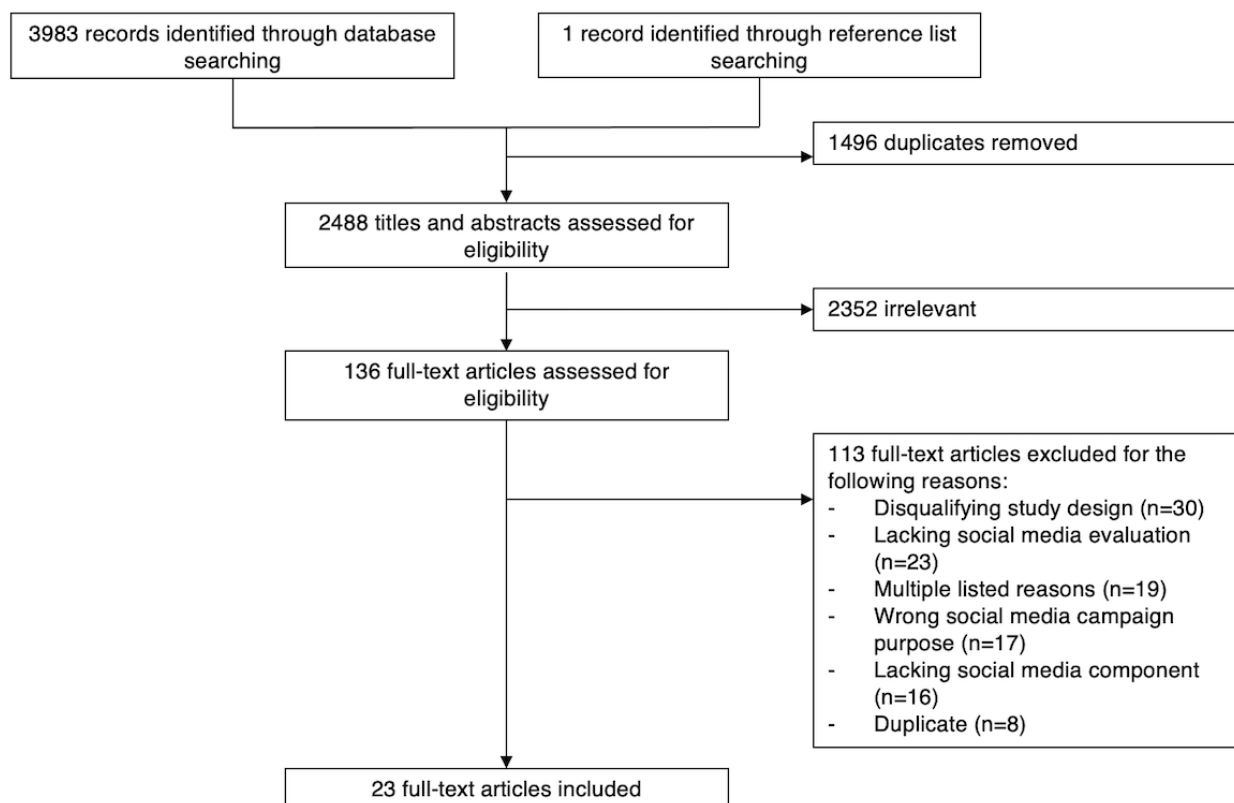 3983 records identified through database
searching
1 record identified through reference list
searching
1496 duplicates removed
2488 titles and abstracts assessed for
eligibility
2352 irrelevant
136 full-text articles assessed for
eligibility
113 full-text articles excluded for the
following reasons:
- Disqualifying study design (n=30)
- Lacking social media evaluation
(n=23)
- Multiple listed reasons (n=19)
- Wrong social media campaign
purpose (n=17)
- Lacking social media component
(n=16)
- Duplicate (n=8)
23 full-text articles included